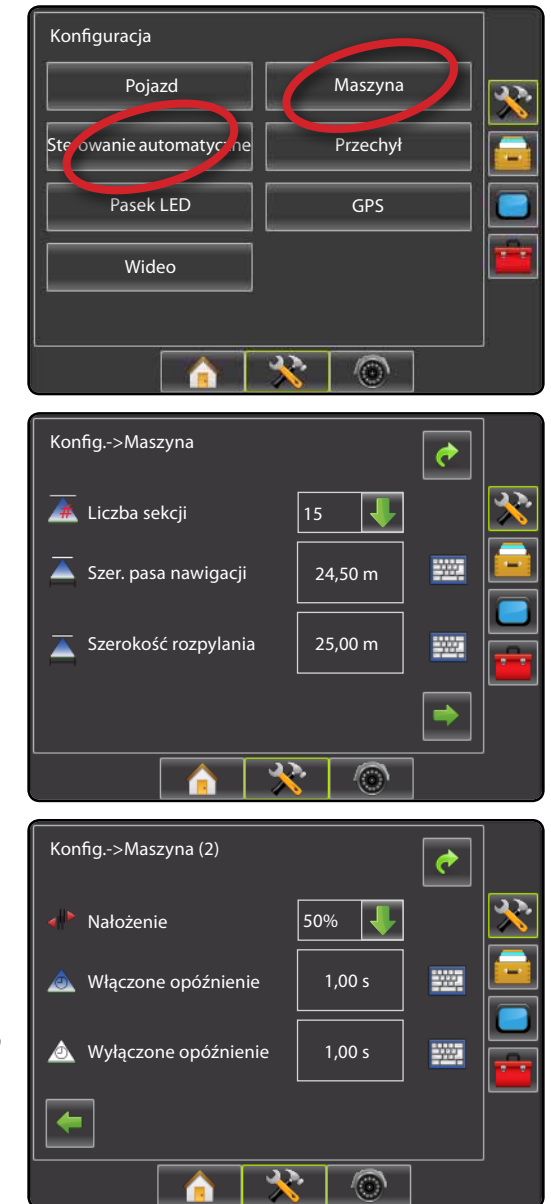 Konfiguracja
Pojazd
Maszyna
Sterowanie automatyczne
Przechył
Pasek LED
GPS
Wideo
Konfig.->Maszyna
Liczba sekcji
15
Szer. pasa nawigacji
24,50 m
Szerokość rozpylania
25,00 m
Konfig.->Maszyna (2)
Nałożenie
50%
Włączone opóźnienie
1,00 s
Wyłączone opóźnienie
1,00 s